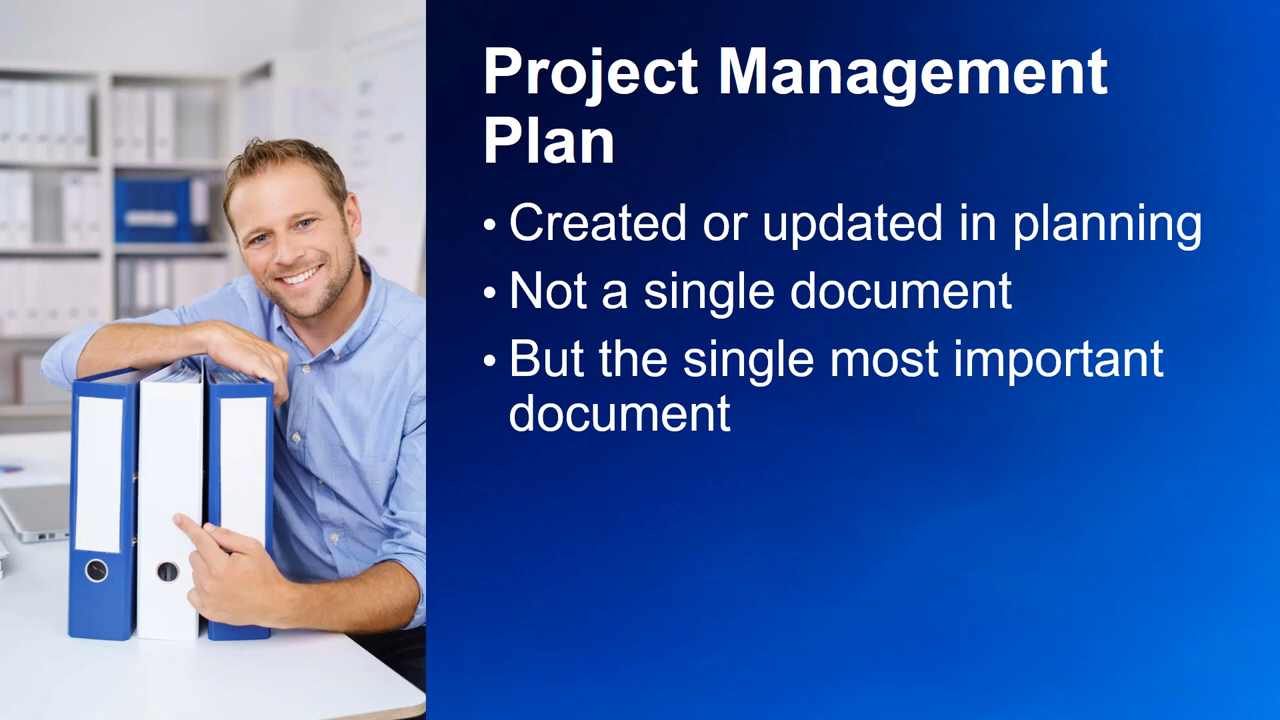 Project Management
Plan
• Created or updated in planning
• Not a single document
• But the single most important
document